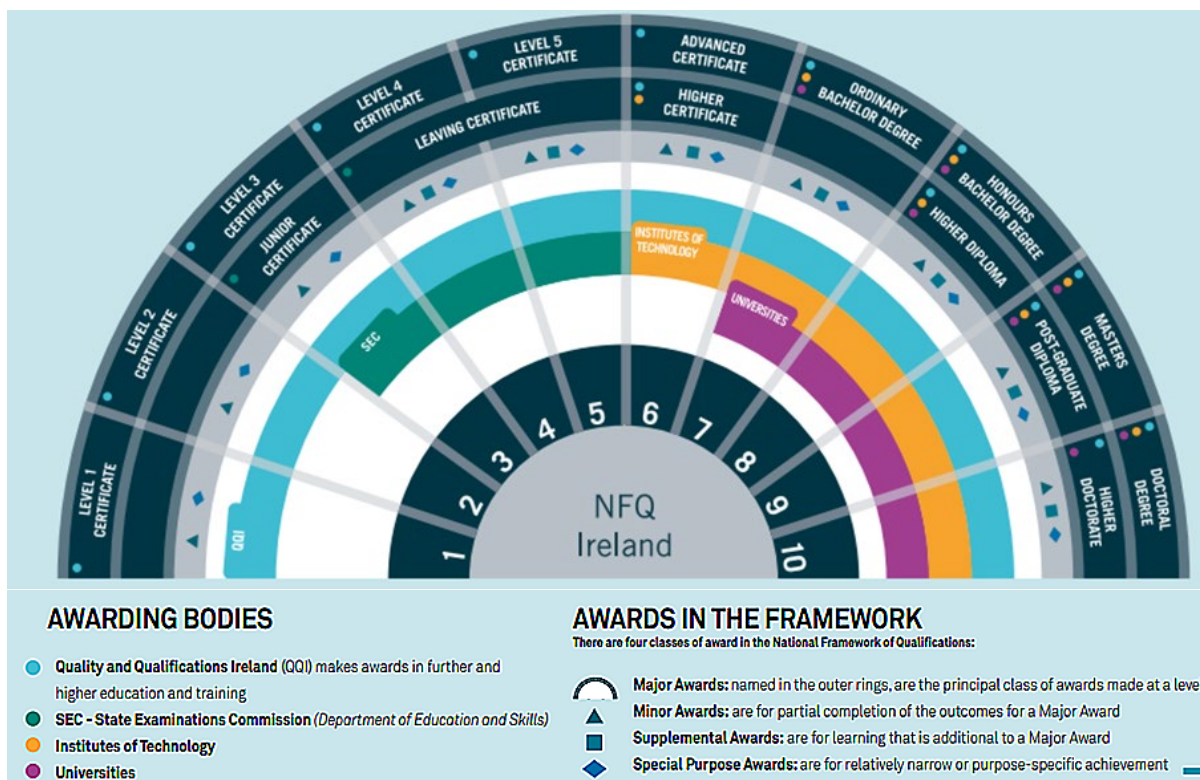 LEVEL 1
CERTIFICATE
LEVEL 2
CERTIFICATE
LEVEL 3
CERTIFICATE
LEVEL 4
CERTIFICATE
LEVEL 5
CERTIFICATE
ADVANCED
CERTIFICATE
ORDINARY
BACHELOR DEGREE
HONOURS
BACHELOR DEGREE
MASTERS
DEGREE
DOCTORAL
DEGREE
JUNIOR
CERTIFICATE
LEAVING CERTIFICATE
HIGHER
CERTIFICATE
HIGHER DIPLOMA
POST-GRADUATE
DIPLOMA
HIGHER
DOCTORATE
QQI
SEC
INSTITUTES OF
TECHNOLOGY
UNIVERSITIES
1
2
3
4
5
6
7
8
9
10
NFQ
Ireland
AWARDING BODIES
Quality and Qualifications Ireland (QQI) makes awards in further and
higher education and training
SEC - State Examinations Commission (Department of Education and Skills)
Institutes of Technology
Universities
AWARDS IN THE FRAMEWORK
There are four classes of award in the National Framework of Qualifications:
Major Awards: named in the outer rings, are the principal class of awards made at a leve
Minor Awards: are for partial completion of the outcomes for a Major Award
Supplemental Awards: are for learning that is additional to a Major Award
Special Purpose Awards: are for relatively narrow or purpose-specific achievement